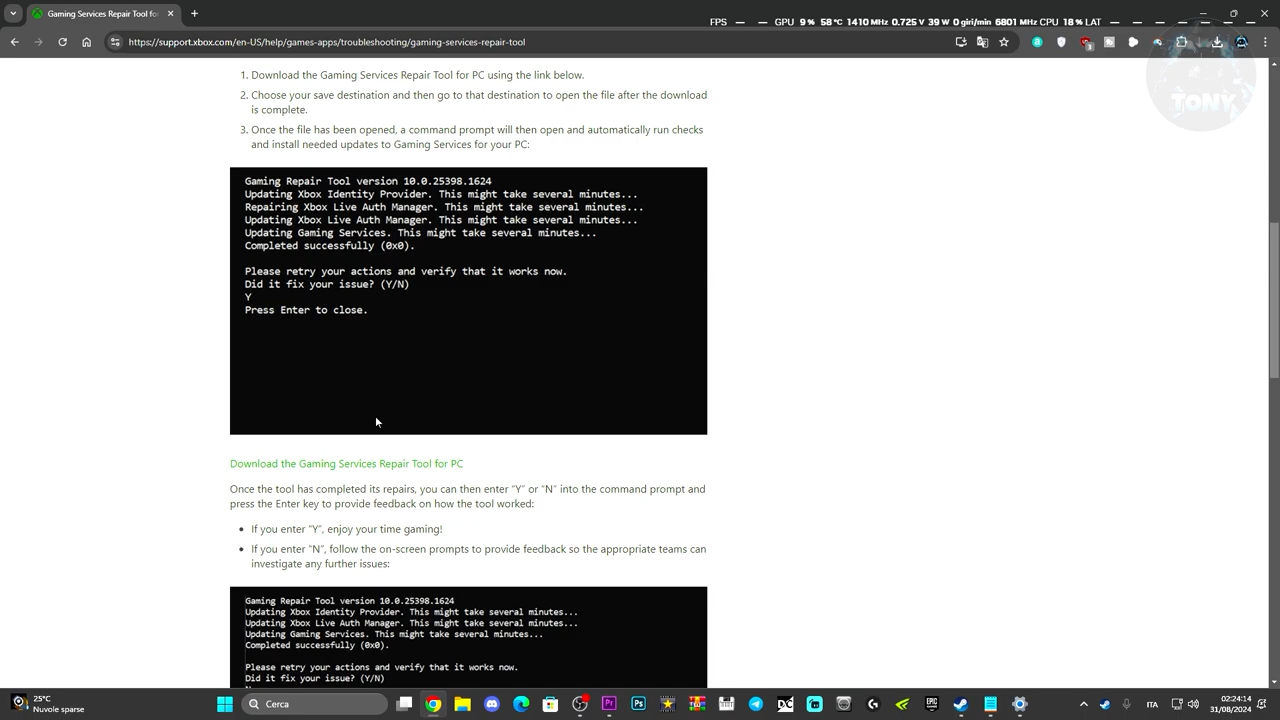 Gaming Services Repair Tool for
FPS — — GPU 9 % 58 °C 1410 MHz 0.725 V 39 W 0 giri/min 6801 MHz CPU 18 % LAT — — — — — —
https://support.xbox.com/en-US/help/games-apps/troubleshooting/gaming-services-repair-tool
3
TONY
1. Download the Gaming Services Repair Tool for PC using the link below.
2. Choose your save destination and then go to that destination to open the file after the download
is complete.
3. Once the file has been opened, a command prompt will then open and automatically run checks
and install needed updates to Gaming Services for your PC:
Gaming Repair Tool version 10.0.25398.1624
Updating Xbox Identity Provider. This might take several minutes...
Repairing Xbox Live Auth Manager. This might take several minutes...
Updating Xbox Live Auth Manager. This might take several minutes...
Updating Gaming Services. This might take several minutes...
Completed successfully (0x0).
Please retry your actions and verify that it works now.
Did it fix your issue? (Y/N)
Y
Press Enter to close.
Download the Gaming Services Repair Tool for PC
Once the tool has completed its repairs, you can then enter “Y” or “N” into the command prompt and
press the Enter key to provide feedback on how the tool worked:
• If you enter “Y”, enjoy your time gaming!
• If you enter “N”, follow the on-screen prompts to provide feedback so the appropriate teams can
investigate any further issues:
Gaming Repair Tool version 10.0.25398.1624
Updating Xbox Identity Provider. This might take several minutes...
Updating Xbox Live Auth Manager. This might take several minutes...
Updating Gaming Services. This might take several minutes...
Completed successfully (0x0).
Please retry your actions and verify that it works now.
Did it fix your issue? (Y/N)
25°C
Nuvole sparse
Cerca
Pr
Ps
DC
EPIC
ITA
02:24:14
31/08/2024